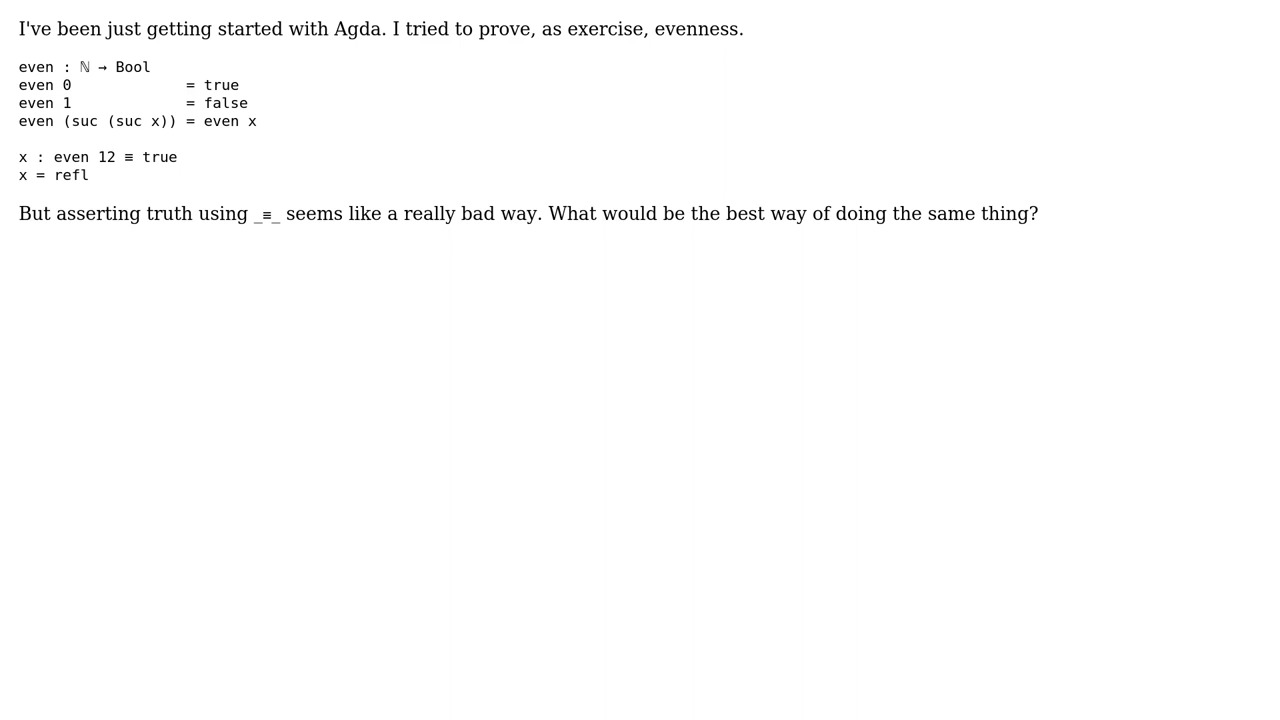 I've been just getting started with Agda. I tried to prove, as exercise, evenness.
even : ℕ → Bool
even 0             = true
even 1             = false
even (suc (suc x)) = even x
x : even 12 ≡ true
x = refl
But asserting truth using _≡_ seems like a really bad way. What would be the best way of doing the same thing?